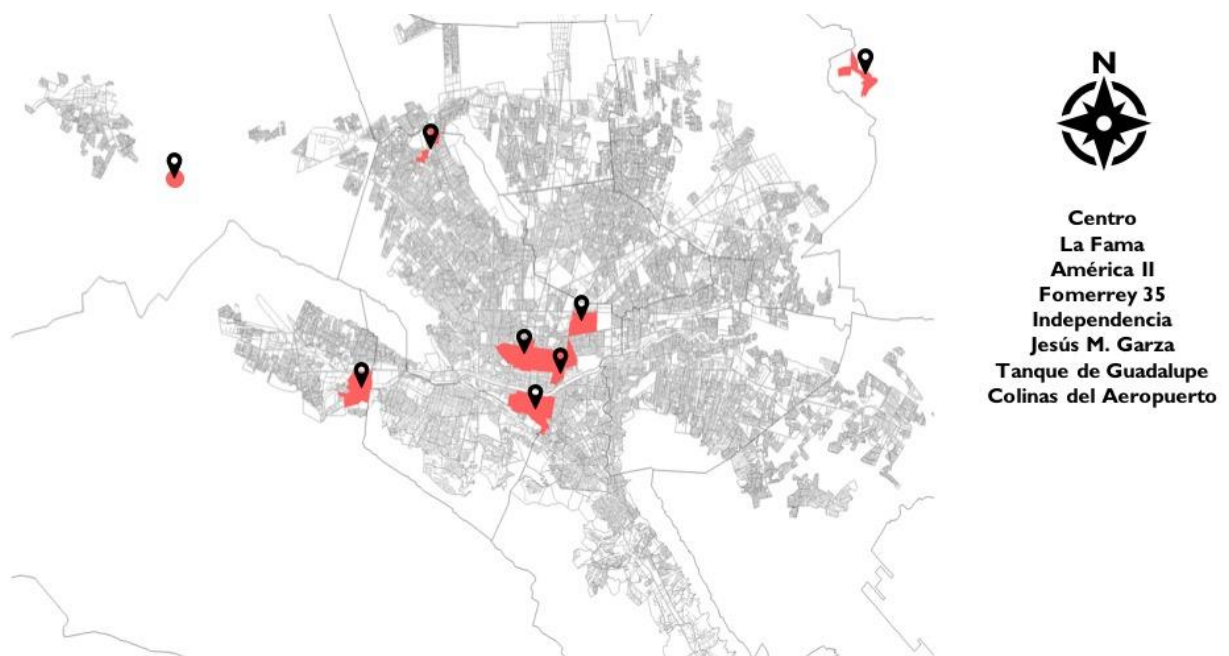 N
Centro
La Fama
América II
Fomerrey 35
Independencia
Jesús M. Garza
Tanque de Guadalupe
Colinas del Aeropuerto